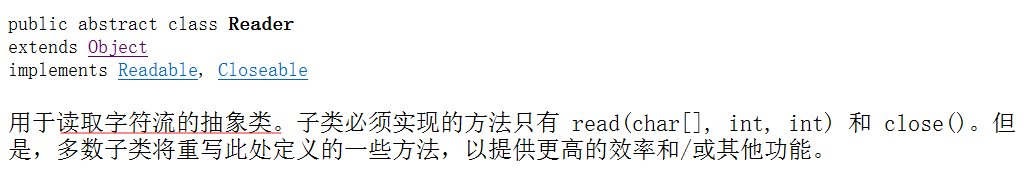 public abstract class Reader
extends Object
implements Readable, Closeable
用于读取字符流的抽象类。子类必须实现的方法只有 read(char[], int, int) 和 close()。但
是，多数子类将重写此处定义的一些方法，以提供更高的效率和/或其他功能。